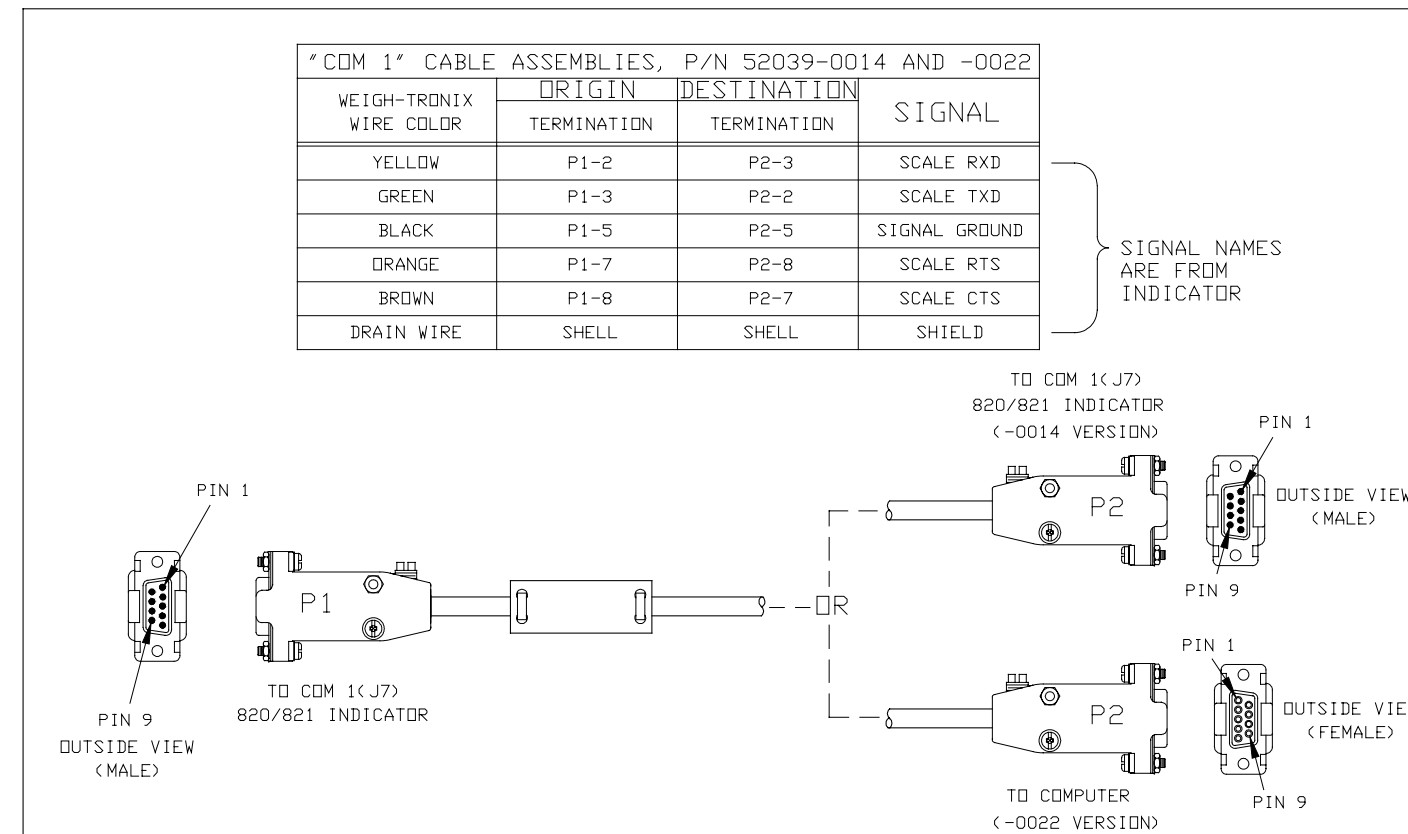 "COM 1" CABLE ASSEMBLIES, P/N 52039-0014 AND -0022
WEIGH-TRONIX WIRE COLOR ORIGIN TERMINATION DESTINATION TERMINATION SIGNAL
YELLOW P1-2 P2-3 SCALE RXD
GREEN P1-3 P2-2 SCALE TXD
BLACK P1-5 P2-5 SIGNAL GROUND
ORANGE P1-7 P2-8 SCALE RTS
BROWN P1-8 P2-7 SCALE CTS
DRAIN WIRE SHELL SHELL SHIELD
SIGNAL NAMES
ARE FROM
INDICATOR
TO COM 1(J7)
820/821 INDICATOR
(-0014 VERSION)
PIN 1
P2
OUTSIDE VIEW
(MALE)
PIN 9
PIN 1
P1
OR
TO COM 1(J7)
820/821 INDICATOR
PIN 9
OUTSIDE VIEW
(MALE)
PIN 1
P2
OUTSIDE VIE
(FEMALE)
PIN 9
TO COMPUTER
(-0022 VERSION)